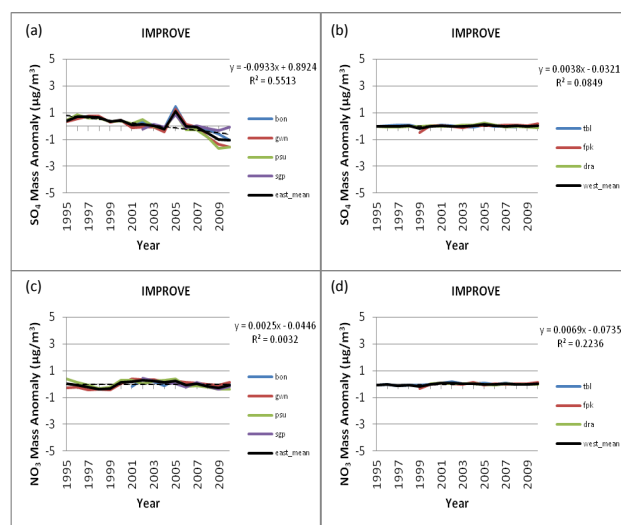 (a)
IMPROVE
y = -0.0933x + 0.8924
R² = 0.5513
SO₄ Mass Anomaly (µg/m³)
5
3
1
-1
-3
-5
1995
1997
1999
2001
2003
2005
2007
2009
Year
bon
gwn
psu
sgp
east_mean
(b)
IMPROVE
y = 0.0038x - 0.0321
R² = 0.0849
SO₄ Mass Anomaly (µg/m³)
5
3
1
-1
-3
-5
1995
1997
1999
2001
2003
2005
2007
2009
Year
tbl
fpk
dra
west_mean
(c)
IMPROVE
y = 0.0025x - 0.0446
R² = 0.0032
NO₃ Mass Anomaly (µg/m³)
5
3
1
-1
-3
-5
1995
1997
1999
2001
2003
2005
2007
2009
Year
bon
gwn
psu
sgp
east_mean
(d)
IMPROVE
y = 0.0069x - 0.0735
R² = 0.2236
NO₃ Mass Anomaly (µg/m³)
5
3
1
-1
-3
-5
1995
1997
1999
2001
2003
2005
2007
2009
Year
tbl
fpk
dra
west_mean